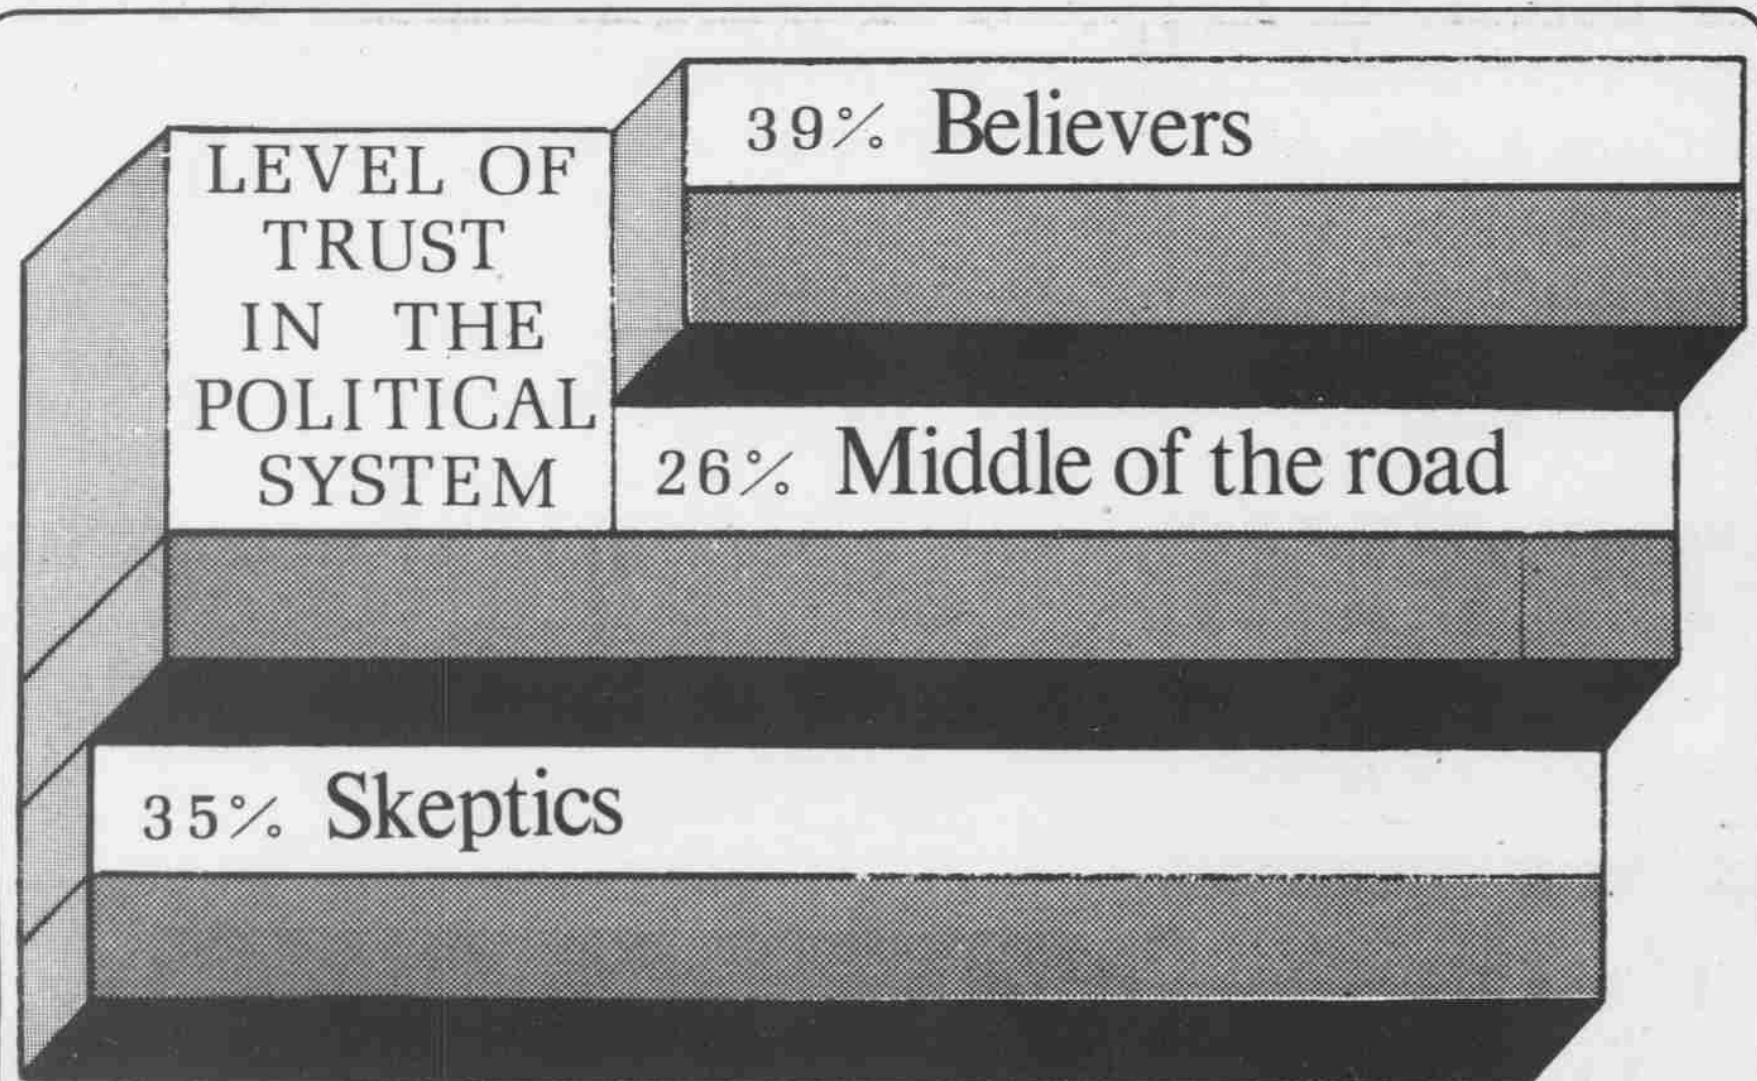 39% Believers
LEVEL OF
TRUST
IN THE
POLITICAL
SYSTEM
26% Middle of the road
35% Skeptics